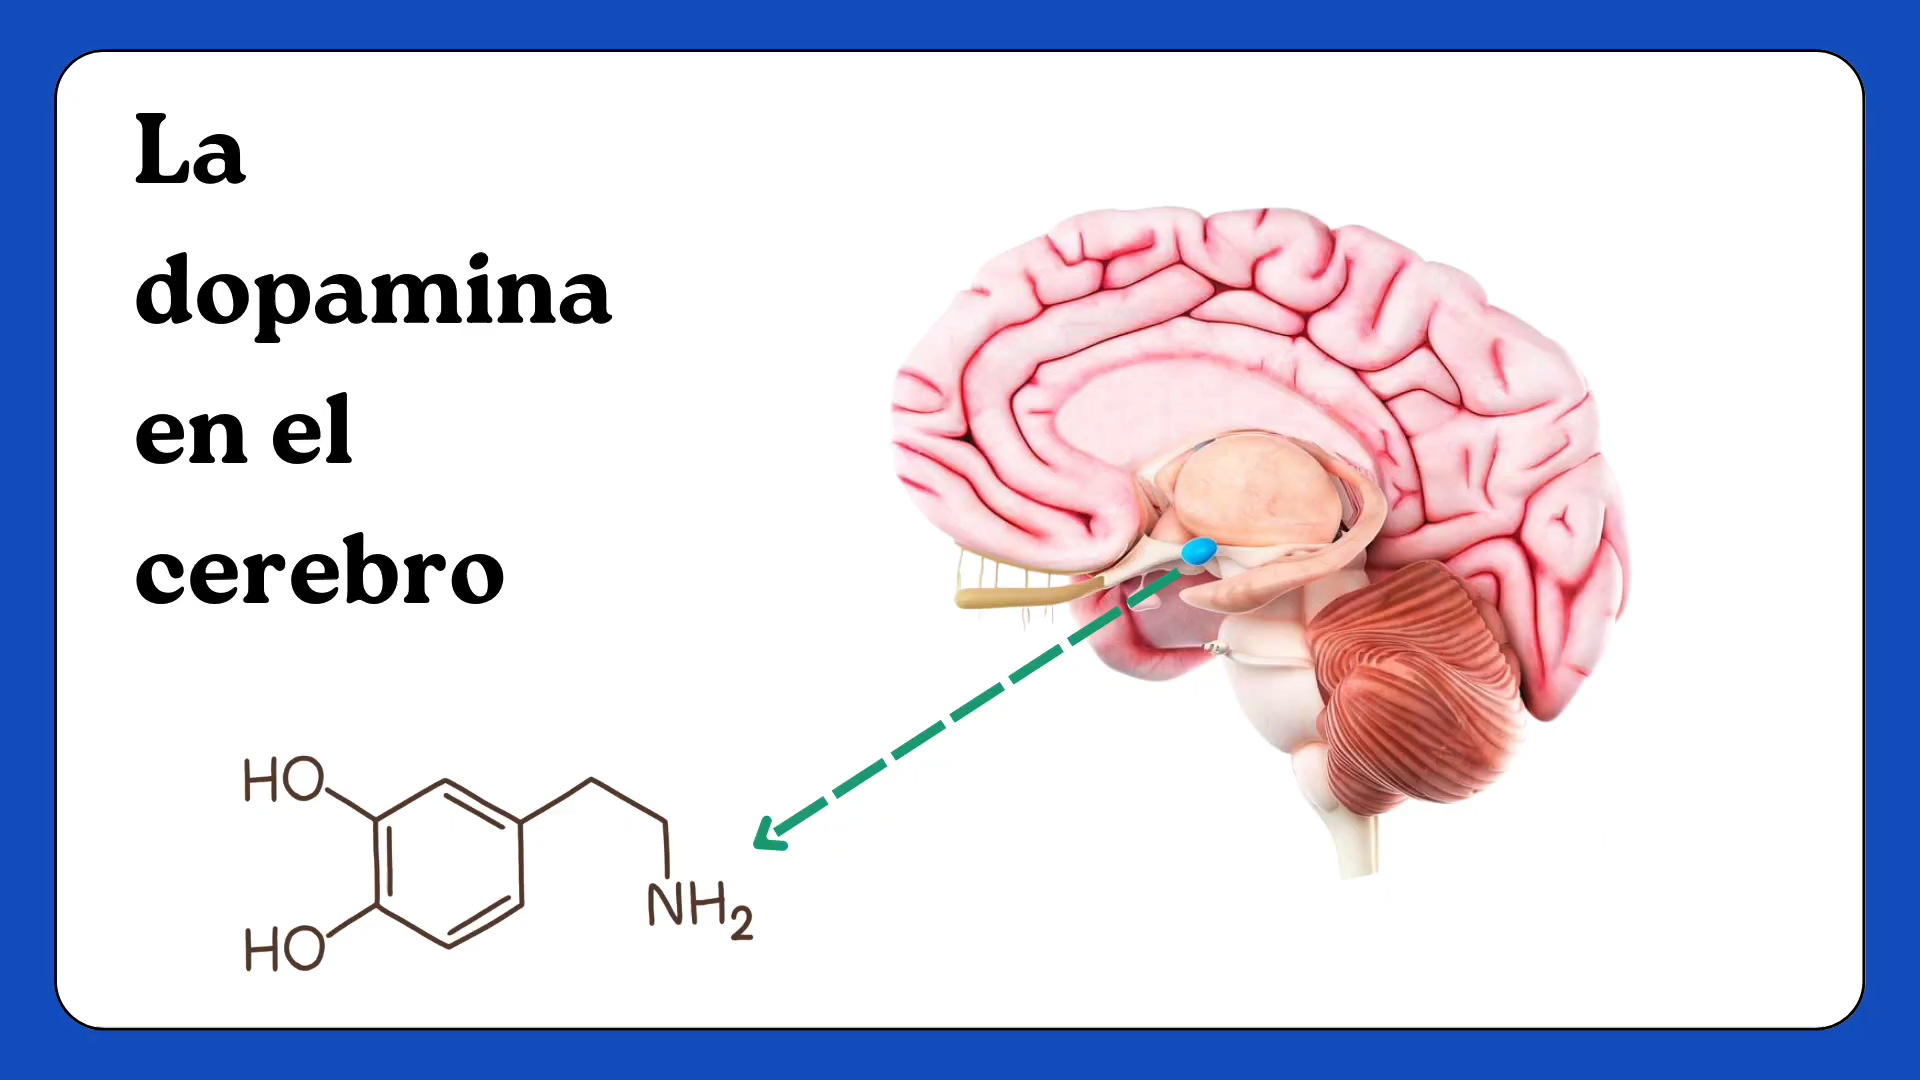 La
dopamina
en el
cerebro
HO
HO
NH₂